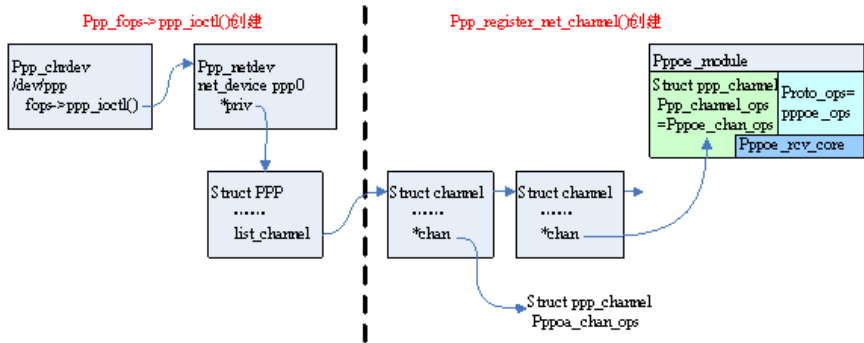 Ppp_fops->ppp_ioctl()创建
Ppp_register_net_channel()创建
Ppp_chrdev
/dev/ppp
fops->ppp_ioctl()
Ppp_netdev
net_device ppp0
*priv
Struct PPP
……
list_channel
Struct channel
……
*chan
Struct channel
……
*chan
Struct ppp_channel
Pppoa_chan_ops
Pppoe_module
Struct ppp_channel
Ppp_channel_ops
=Pppoe_chan_ops
Proto_ops=
pppoe_ops
Pppoe_rcv_core